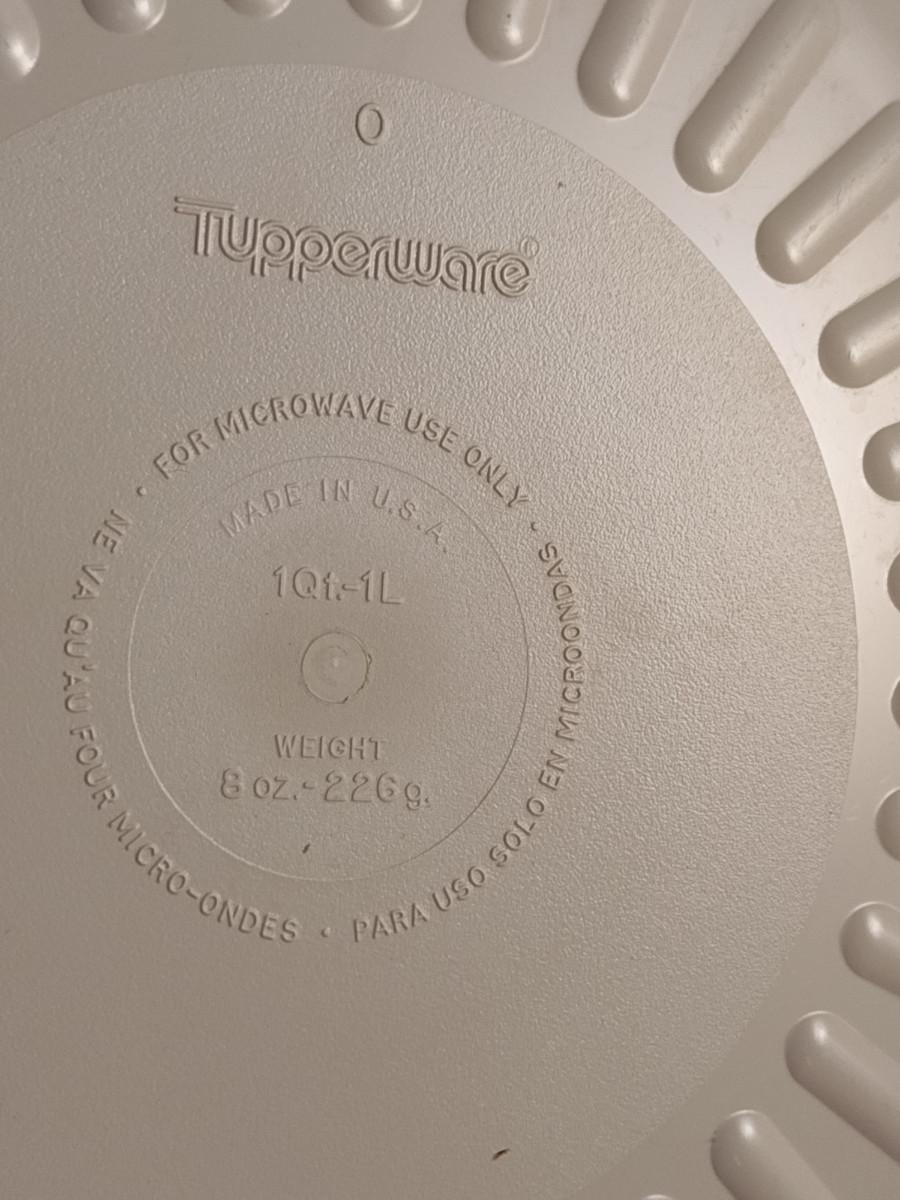 O
Tupperware®
• FOR MICROWAVE USE ONLY •
PARA USO SOLO EN MICROONDAS •
NE VA QU'AU FOUR MICRO-ONDES
MADE IN U.S.A.
1Qt.-1L
WEIGHT
8 oz.-226g.